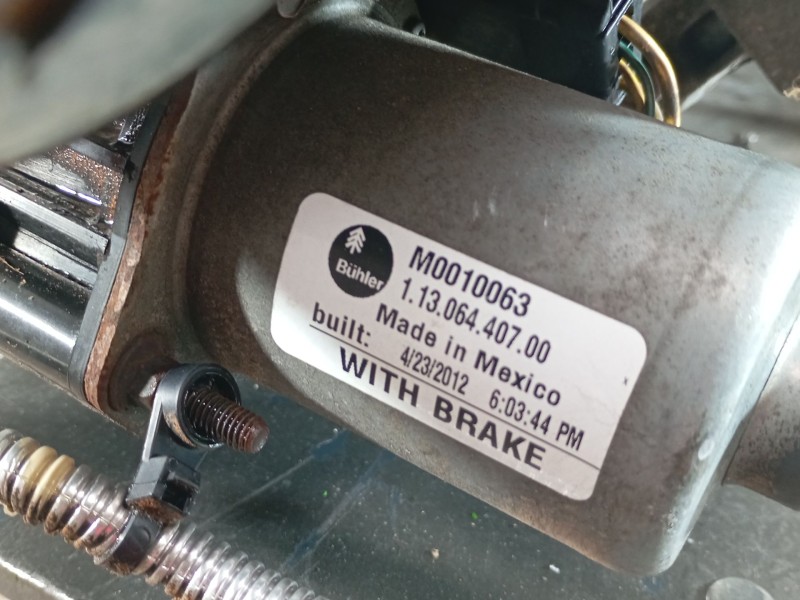 Bühler
M0010063
1.13.064.407.00
Made in Mexico
built: 4/23/2012 6:03:44 PM
WITH BRAKE